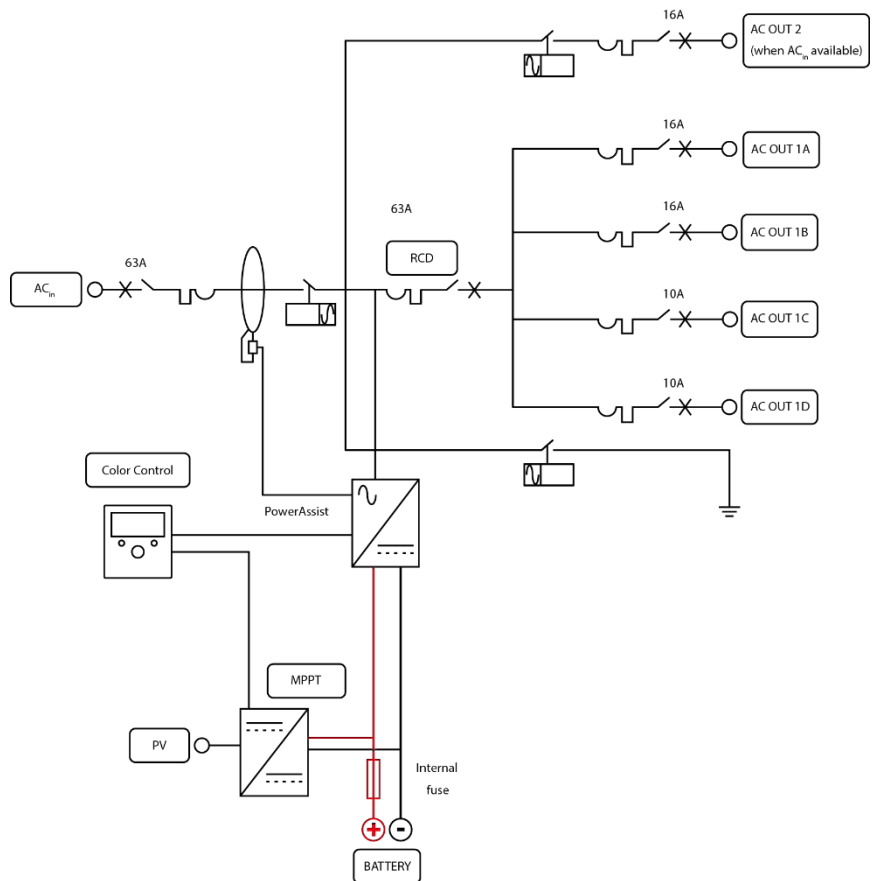 16A
AC OUT 2
(when ACin available)
16A
AC OUT 1A
63A
16A
AC OUT 1B
RCD
63A
ACin
10A
AC OUT 1C
10A
AC OUT 1D
Color Control
PowerAssist
MPPT
PV
Internal
fuse
+ -
BATTERY